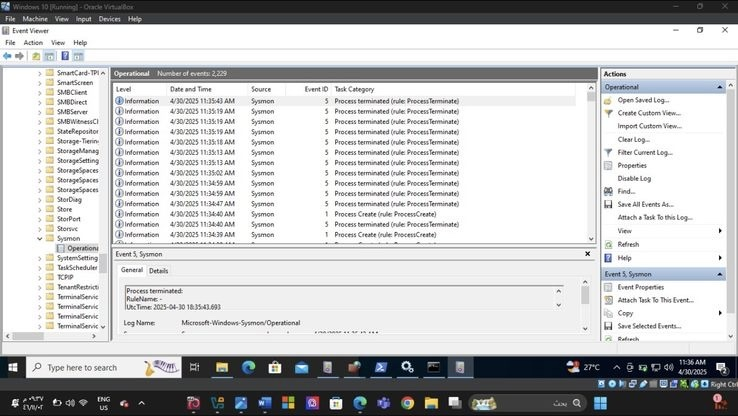 Windows 10 [Running] - Oracle VirtualBox
File Machine View Input Devices Help
Event Viewer
File Action View Help
SmartCard-TPI
SmartScreen
SMBClient
SMBDirect
SMBServer
SMBWitnessCl
StateRepositor
Storage-Tiering
StorageManag
StorageSetting
StorageSpaces
StorageSpaces
StorageSpaces
StorDiag
Store
StorPort
Storsvc
Sysmon
Operationa
SystemSetting
TaskScheduler
TCPIP
TenantRestricti
TerminalService
TerminalService
TerminalService
TerminalService
Operational Number of events: 2,229
Level Date and Time Source Event ID Task Category
Information 4/30/2025 11:35:43 AM Sysmon 5 Process terminated (rule: ProcessTerminate)
Information 4/30/2025 11:35:19 AM Sysmon 5 Process terminated (rule: ProcessTerminate)
Information 4/30/2025 11:35:19 AM Sysmon 5 Process terminated (rule: ProcessTerminate)
Information 4/30/2025 11:35:19 AM Sysmon 5 Process terminated (rule: ProcessTerminate)
Information 4/30/2025 11:35:18 AM Sysmon 5 Process terminated (rule: ProcessTerminate)
Information 4/30/2025 11:35:13 AM Sysmon 5 Process terminated (rule: ProcessTerminate)
Information 4/30/2025 11:35:13 AM Sysmon 5 Process terminated (rule: ProcessTerminate)
Information 4/30/2025 11:35:02 AM Sysmon 5 Process terminated (rule: ProcessTerminate)
Information 4/30/2025 11:34:59 AM Sysmon 5 Process terminated (rule: ProcessTerminate)
Information 4/30/2025 11:34:59 AM Sysmon 5 Process terminated (rule: ProcessTerminate)
Information 4/30/2025 11:34:47 AM Sysmon 5 Process terminated (rule: ProcessTerminate)
Information 4/30/2025 11:34:40 AM Sysmon 1 Process Create (rule: ProcessCreate)
Information 4/30/2025 11:34:40 AM Sysmon 5 Process terminated (rule: ProcessTerminate)
Information 4/30/2025 11:34:39 AM Sysmon 1 Process Create (rule: ProcessCreate)
Event 5, Sysmon
General Details
Process terminated:
RuleName: -
UtcTime: 2025-04-30 18:35:43.693
Log Name: Microsoft-Windows-Sysmon/Operational
Actions
Operational
Open Saved Log...
Create Custom View...
Import Custom View...
Clear Log...
Filter Current Log...
Properties
Disable Log
Find...
Save All Events As...
Attach a Task To this Log...
View
Refresh
Help
Event 5, Sysmon
Event Properties
Attach Task To This Event...
Copy
Save Selected Events...
Refresh
Type here to search
27°C
11:36 AM
4/30/2025
Right Ctrl
ENG
US
بحث